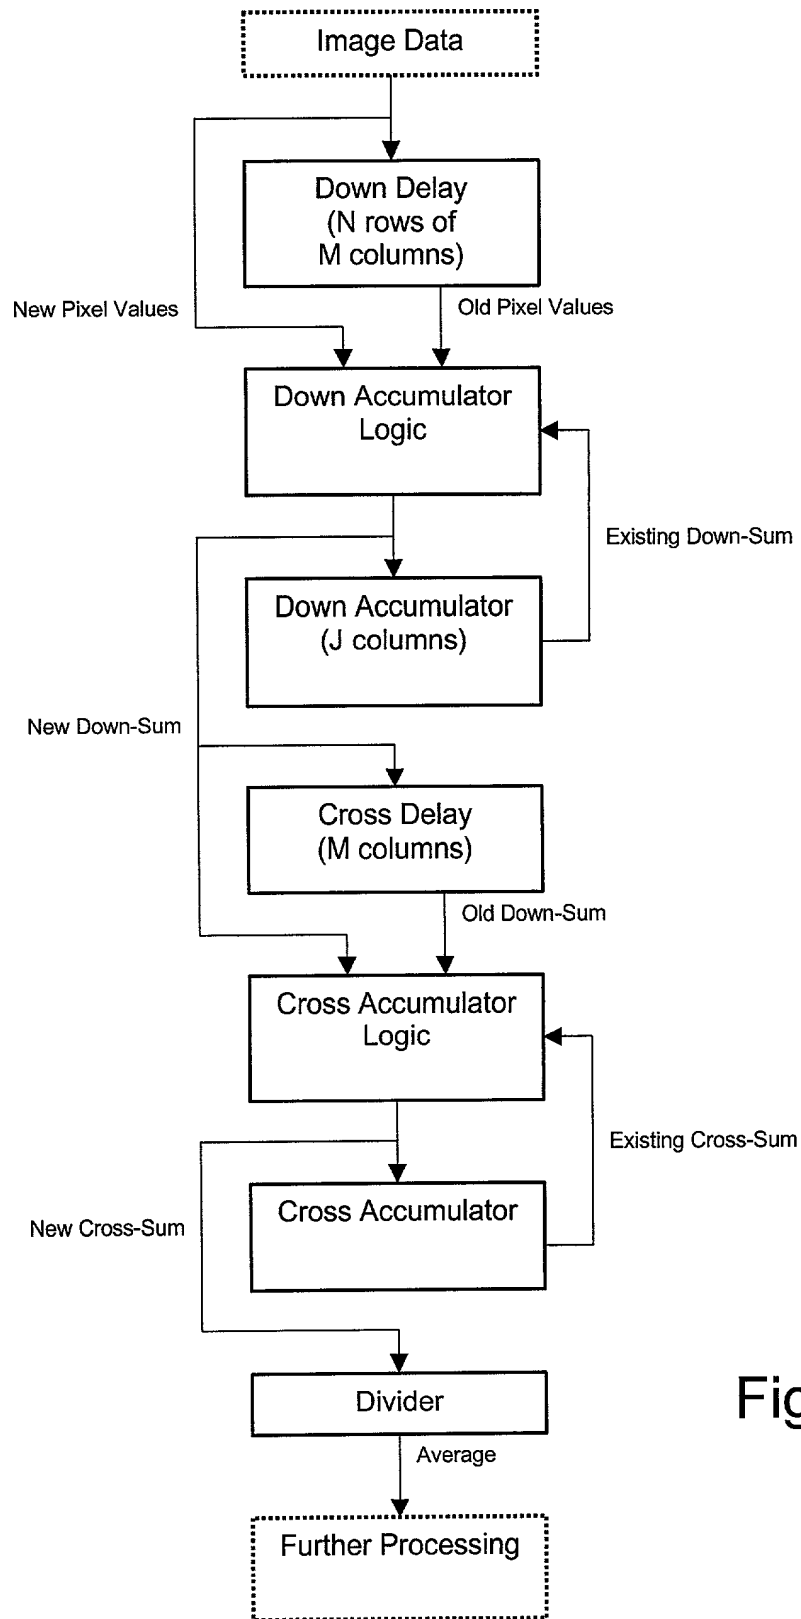 Image Data
Down Delay
(N rows of
M columns)
New Pixel Values
Old Pixel Values
Down Accumulator
Logic
Existing Down-Sum
Down Accumulator
(J columns)
New Down-Sum
Cross Delay
(M columns)
Old Down-Sum
Cross Accumulator
Logic
Existing Cross-Sum
Cross Accumulator
New Cross-Sum
Divider
Fig
Average
Further Processing